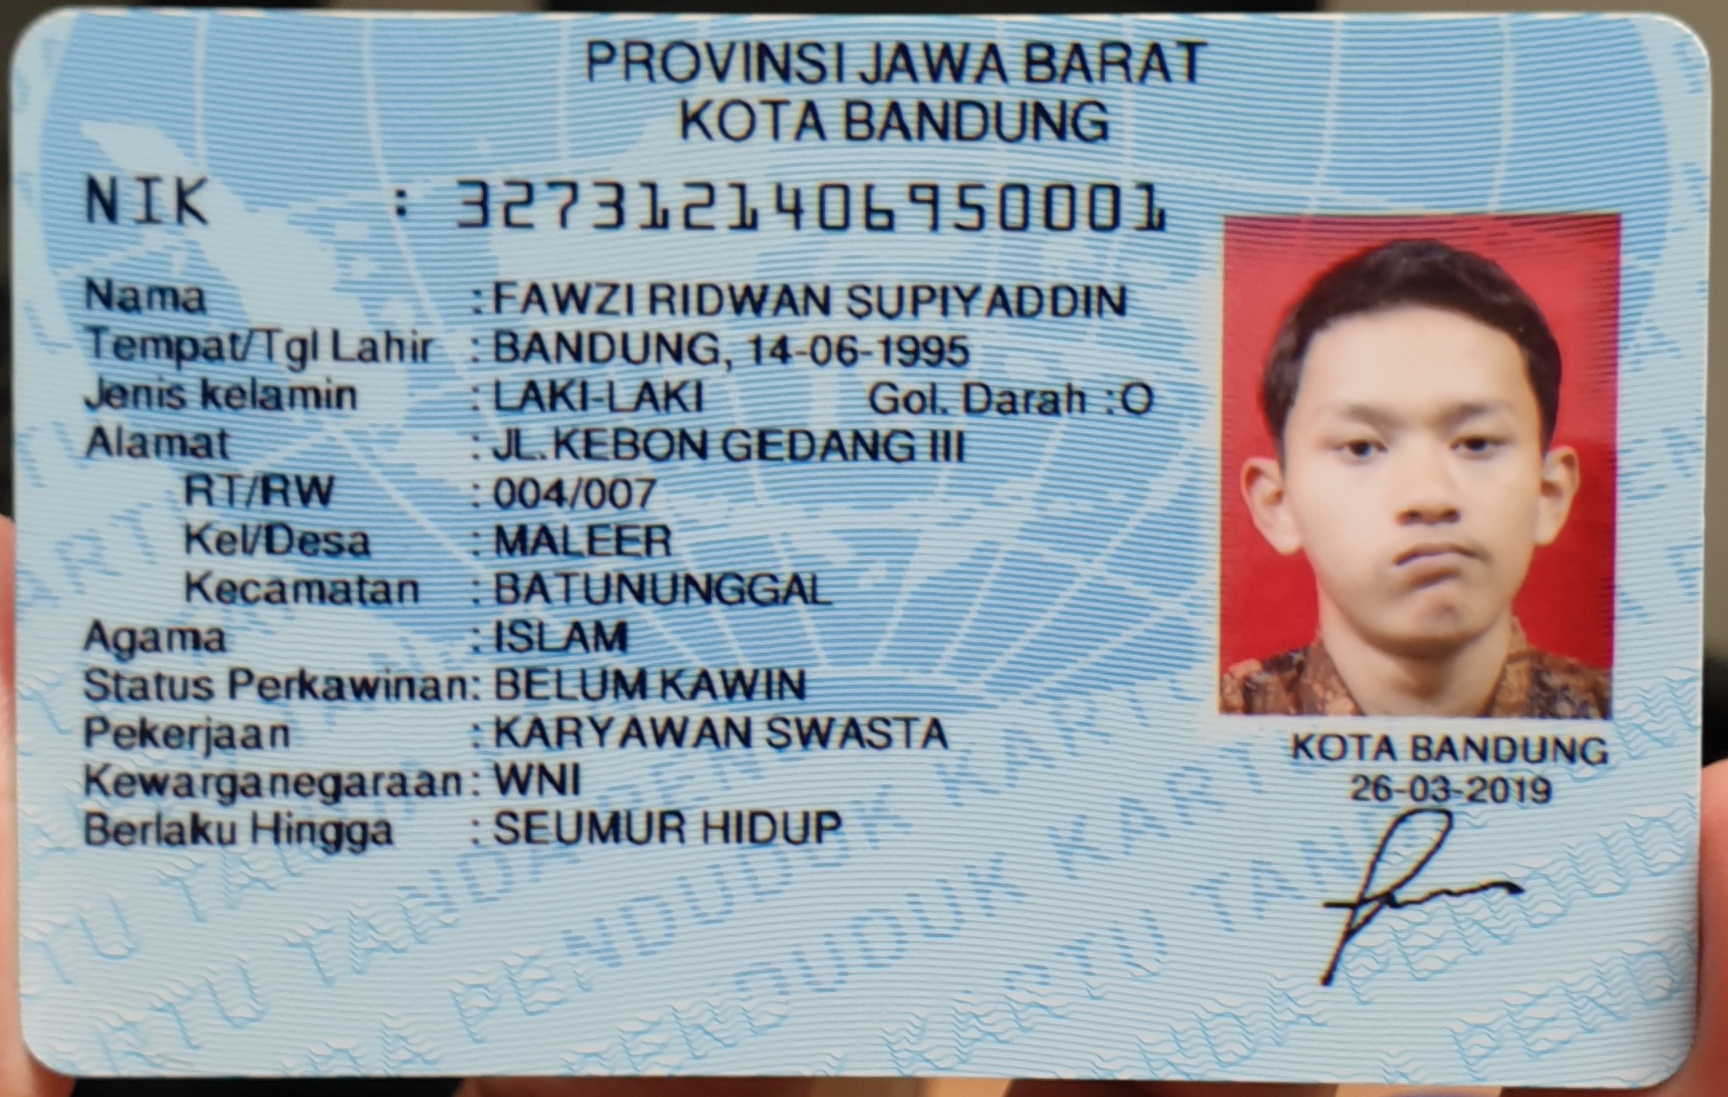 PROVINSI JAWA BARAT
KOTA BANDUNG
NIK : 3273121406950001
Nama : FAWZI RIDWAN SUPIYADDIN
Tempat/Tgl Lahir : BANDUNG, 14-06-1995
Jenis kelamin : LAKI-LAKI Gol. Darah : O
Alamat : JL. KEBON GEDANG III
RT/RW : 004/007
Kel/Desa : MALEER
Kecamatan : BATUNUNGGAL
Agama : ISLAM
Status Perkawinan: BELUM KAWIN
Pekerjaan : KARYAWAN SWASTA
Kewarganegaraan: WNI
Berlaku Hingga : SEUMUR HIDUP
KOTA BANDUNG
26-03-2019